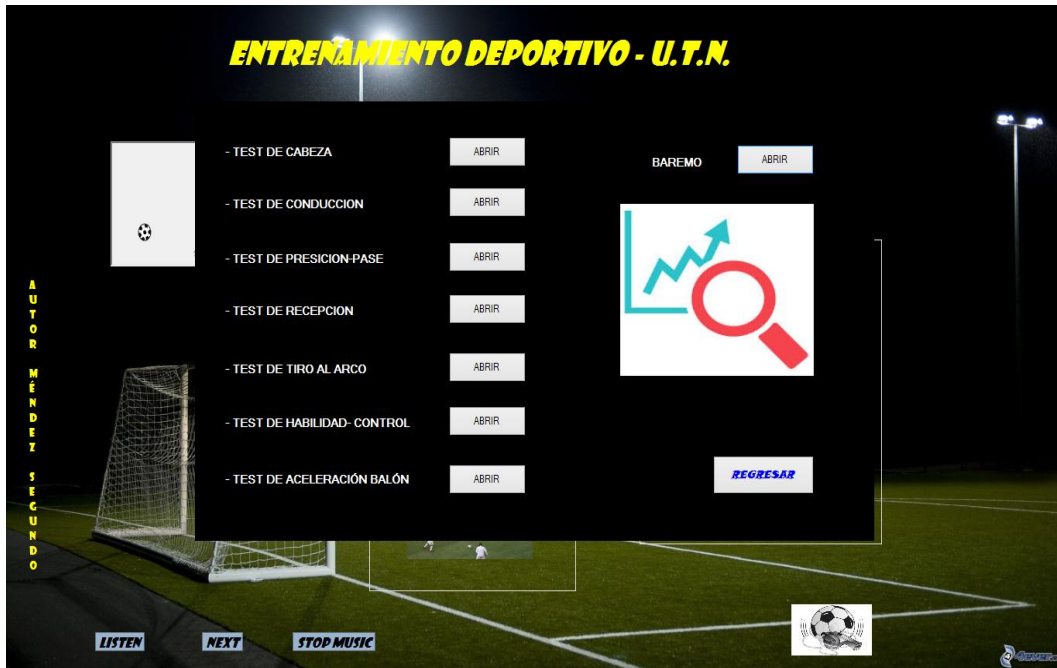 ENTRENAMIENTO DEPORTIVO - U.T.N.
- TEST DE CABEZA ABRIR
- TEST DE CONDUCCION ABRIR
- TEST DE PRESICION-PASE ABRIR
- TEST DE RECEPCION ABRIR
- TEST DE TIRO AL ARCO ABRIR
- TEST DE HABILIDAD- CONTROL ABRIR
- TEST DE ACELERACIÓN BALÓN ABRIR
BAREMO ABRIR
REGRESAR
AUTOR MÉNDEZ SEGUNDO
LISTEN NEXT STOP MUSIC